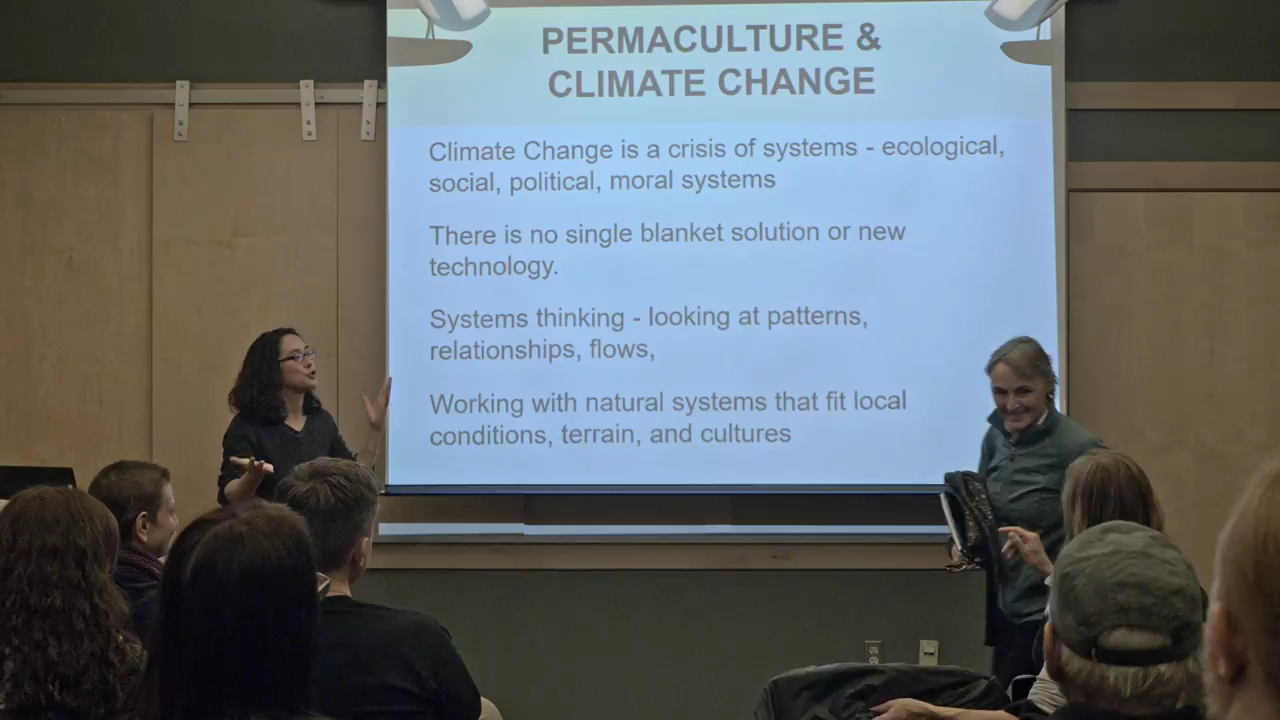 PERMACULTURE &
CLIMATE CHANGE
Climate Change is a crisis of systems - ecological,
social, political, moral systems
There is no single blanket solution or new
technology.
Systems thinking - looking at patterns,
relationships, flows,
Working with natural systems that fit local
conditions, terrain, and cultures